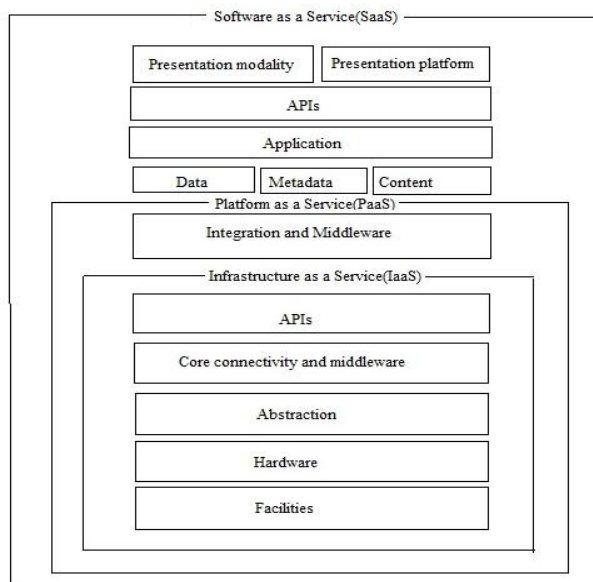 Software as a Service(SaaS)
Presentation modality
Presentation platform
APIs
Application
Data
Metadata
Content
Platform as a Service(PaaS)
Integration and Middleware
Infrastructure as a Service(IaaS)
APIs
Core connectivity and middleware
Abstraction
Hardware
Facilities